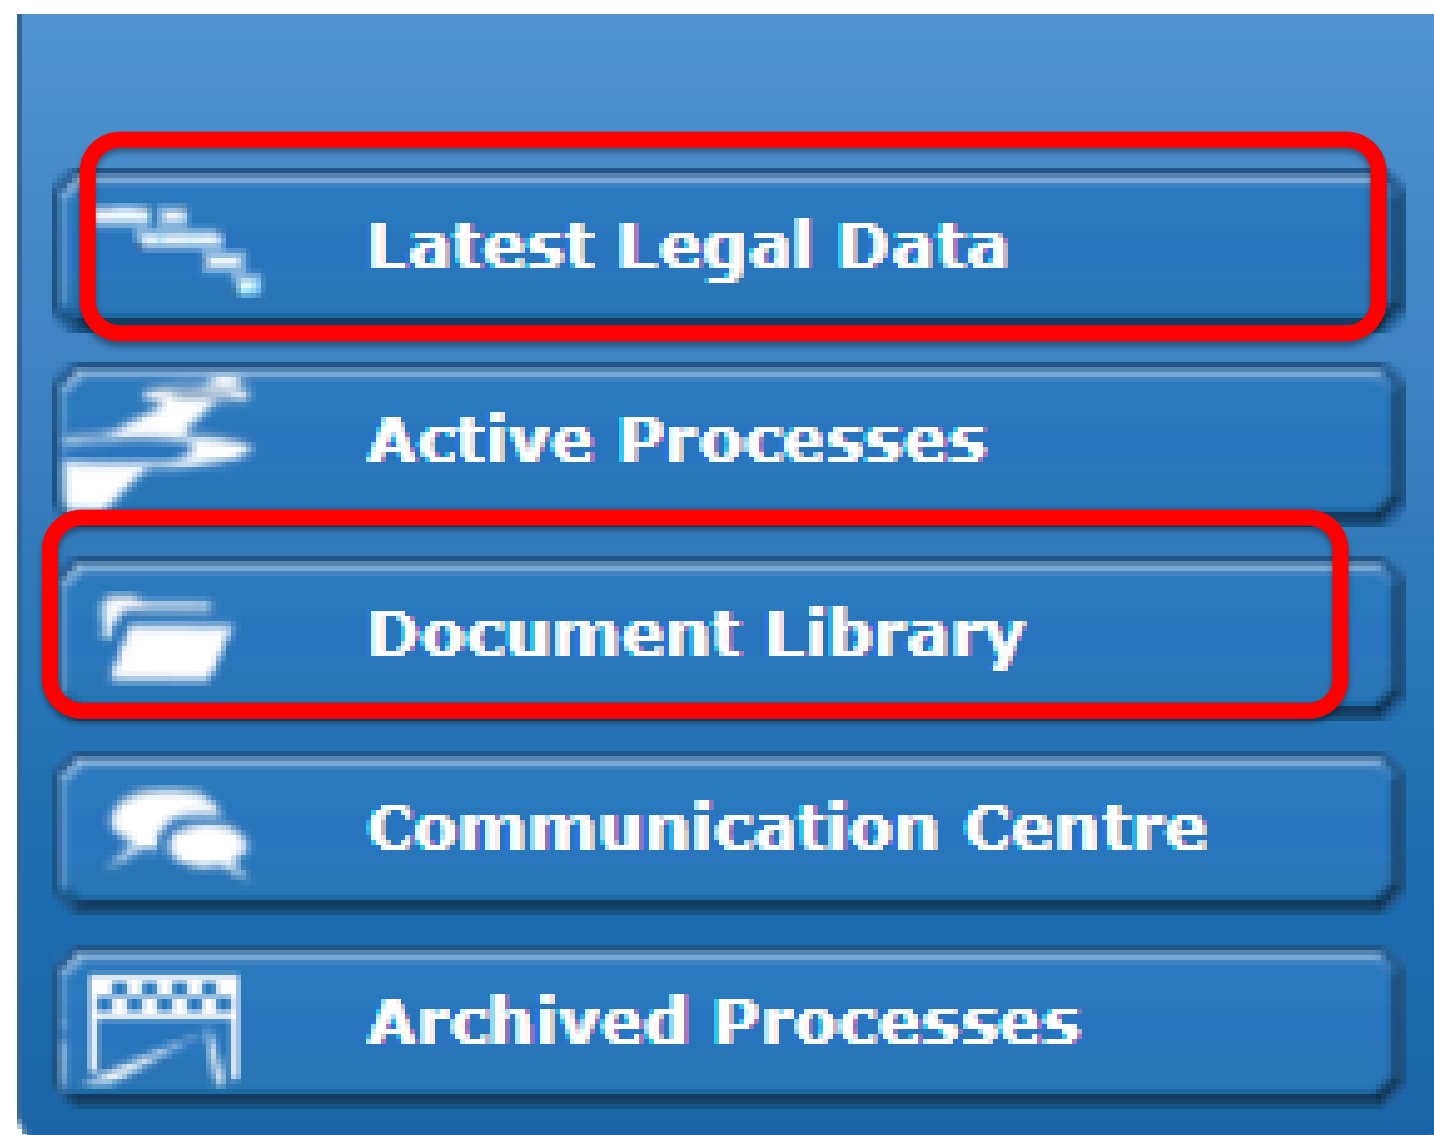 Latest Legal Data
Active Processes
Document Library
Communication Centre
Archived Processes